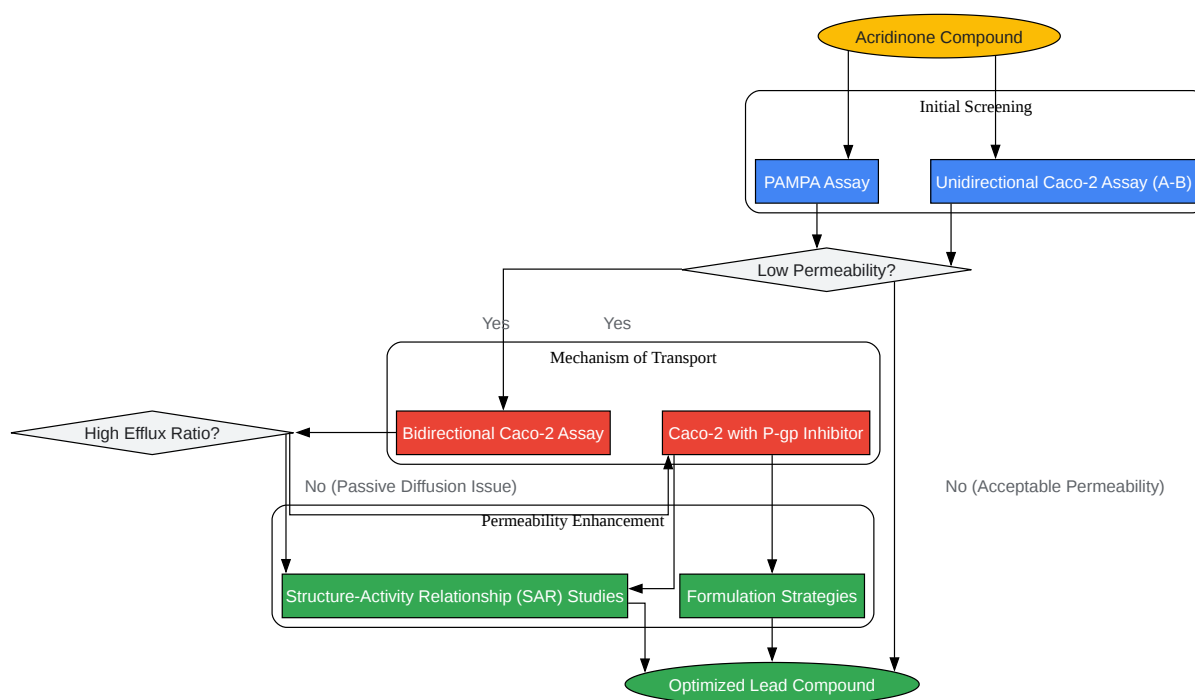 Acridinone Compound
Initial Screening
PAMPA Assay
Unidirectional Caco-2 Assay (A-B)
Low Permeability?
Yes
Yes
Mechanism of Transport
High Efflux Ratio?
Bidirectional Caco-2 Assay
Caco-2 with P-gp Inhibitor
No (Passive Diffusion Issue)
No (Acceptable Permeability)
Permeability Enhancement
Structure-Activity Relationship (SAR) Studies
Formulation Strategies
Optimized Lead Compound